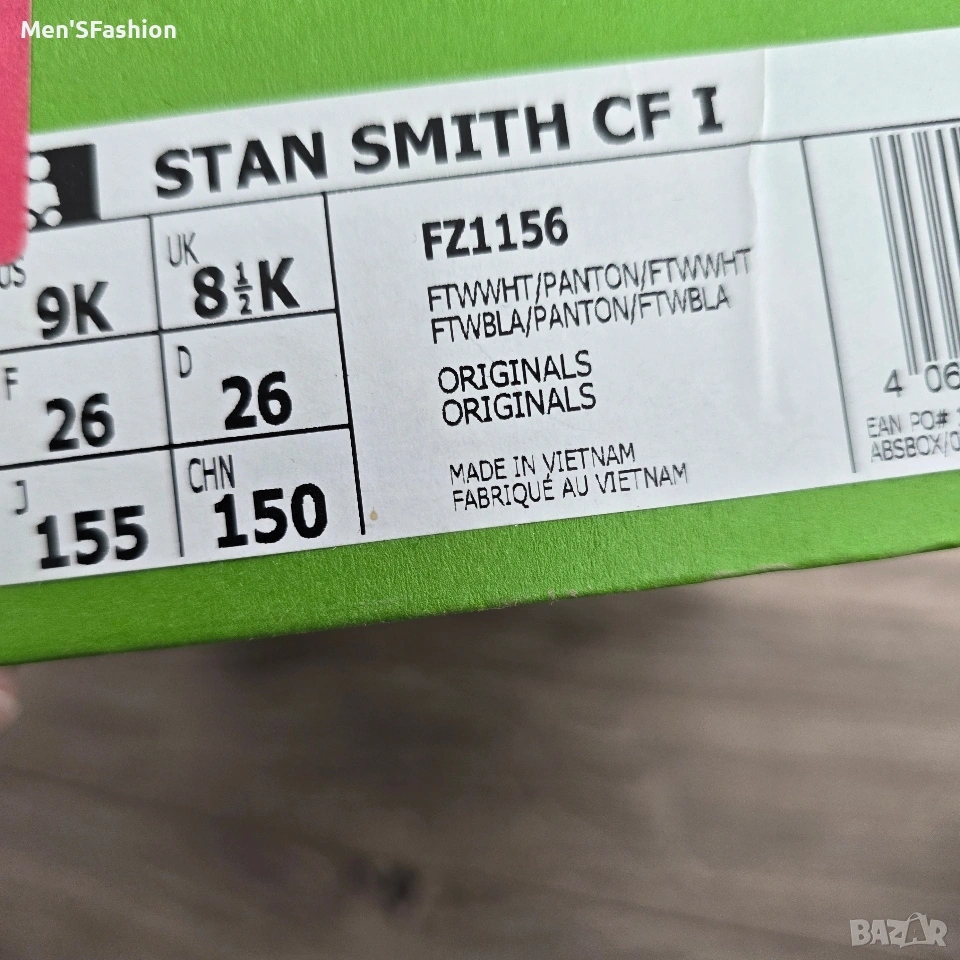 Men'SFashion
STAN SMITH CF I
US 9K
UK 8½K
F 26
D 26
J 155
CHN 150
FZ1156
FTWWHT/PANTON/FTWWHT
FTWBLA/PANTON/FTWBLA
ORIGINALS
ORIGINALS
MADE IN VIETNAM
FABRIQUÉ AU VIETNAM
4 06
EAN PO#
ABSBOX/0
BAZAR